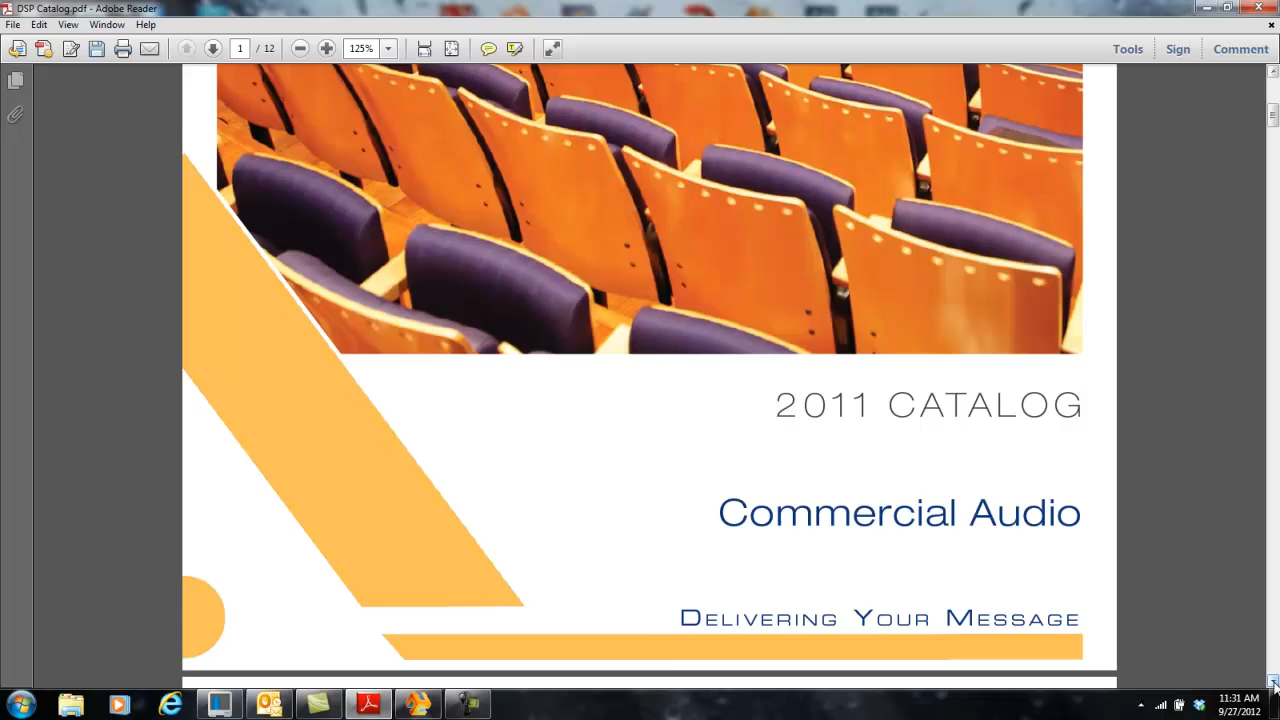 DSP Catalog.pdf - Adobe Reader
File Edit View Window Help
1 / 12 125% Tools Sign Comment
2011 CATALOG
Commercial Audio
DELIVERING YOUR MESSAGE
11:31 AM
9/27/2012